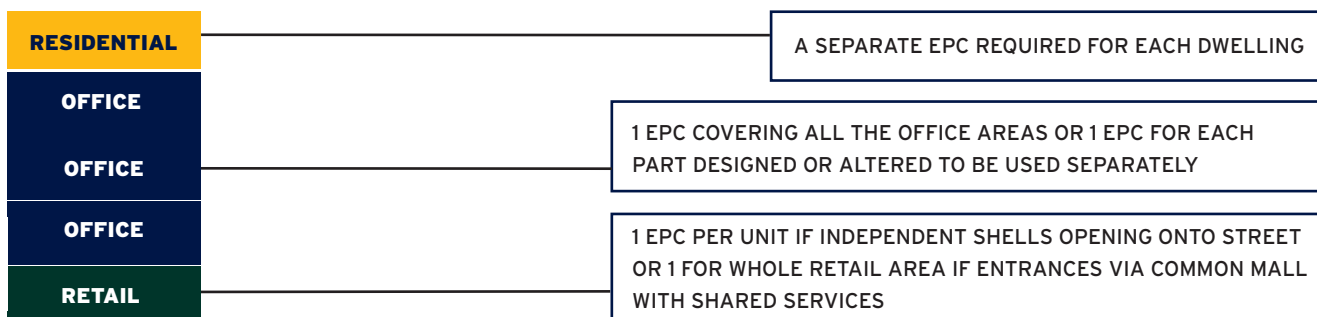 RESIDENTIAL
A SEPARATE EPC REQUIRED FOR EACH DWELLING
OFFICE
1 EPC COVERING ALL THE OFFICE AREAS OR 1 EPC FOR EACH
PART DESIGNED OR ALTERED TO BE USED SEPARATELY
OFFICE
OFFICE
1 EPC PER UNIT IF INDEPENDENT SHELLS OPENING ONTO STREET
OR 1 FOR WHOLE RETAIL AREA IF ENTRANCES VIA COMMON MALL
WITH SHARED SERVICES
RETAIL